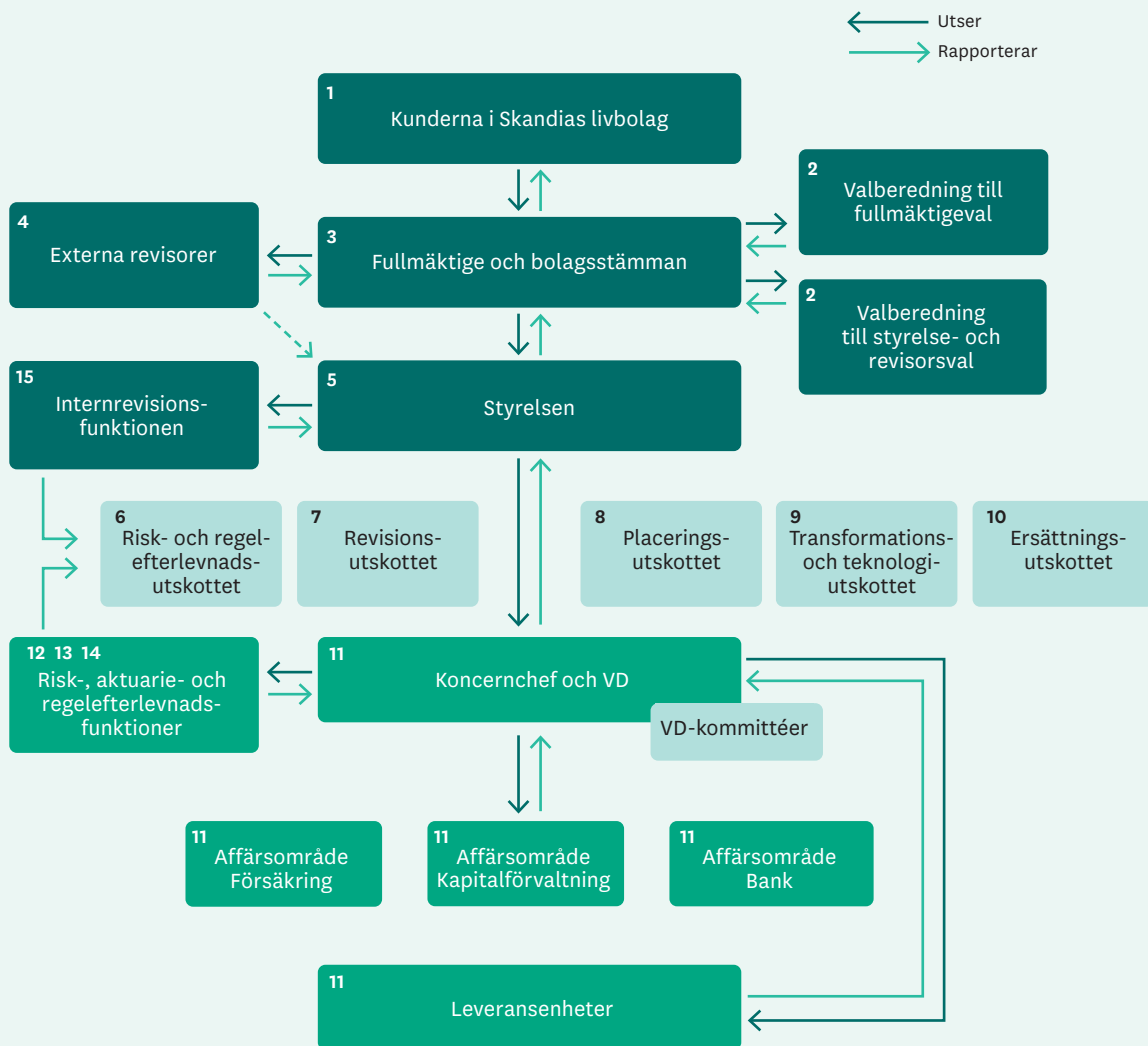 Utser
Rapporterar
1
Kunderna i Skandias livbolag
2
Valberedning till
fullmäktigeval
4
Externa revisorer
3
Fullmäktige och bolagsstämman
2
Valberedning
till styrelse- och
revisorsval
15
Internrevisions-
funktionen
5
Styrelsen
6
Risk- och regel-
efterlevnads-
utskottet
7
Revisions-
utskottet
8
Placerings-
utskottet
9
Transformations-
och teknologi-
utskottet
10
Ersättnings-
utskottet
12 13 14
Risk-, aktuarie- och
regelefterlevnads-
funktioner
11
Koncernchef och VD
VD-kommittéer
11
Affärsområde
Försäkring
11
Affärsområde
Kapitalförvaltning
11
Affärsområde
Bank
11
Leveransenheter